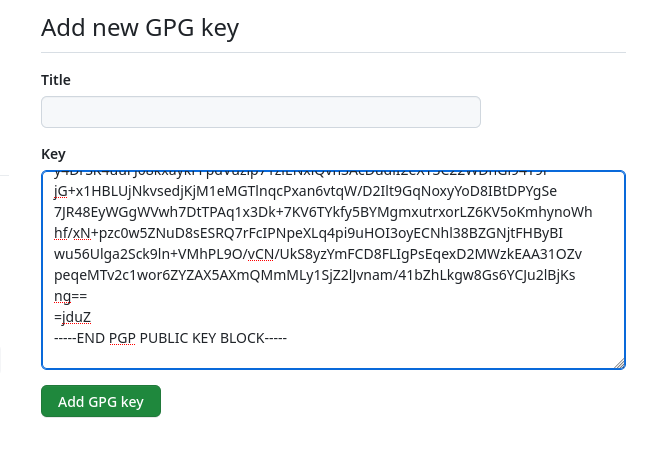 Add new GPG key
Title
Key
jG+x1HBLUjNkvsedjKjM1eMGTlnqcPxan6vtqW/D2Ilt9GqNoxyYoD8IBtDPYgSe
7JR48EyWGgWVwh7DtTPAq1x3Dk+7KV6TYkfy5BYMgmxutrxorLZ6KV5oKmhynoWh
hf/xN+pzc0w5ZNuD8sESRQ7rFcIPNpeXLq4pi9uHOI3oyECNhl38BZGNjtFHByBI
wu56Ulga2Sck9ln+VMhPL9O/vCN/UkS8yzYmFCD8FLIgPsEqexD2MWzkEAA31OZv
peqeMTv2c1wor6ZYZAX5AXmQMmMLy1SjZ2lJvnam/41bZhLkgw8Gs6YCJu2lBjKs
ng==
=jduZ
-----END PGP PUBLIC KEY BLOCK-----
Add GPG key